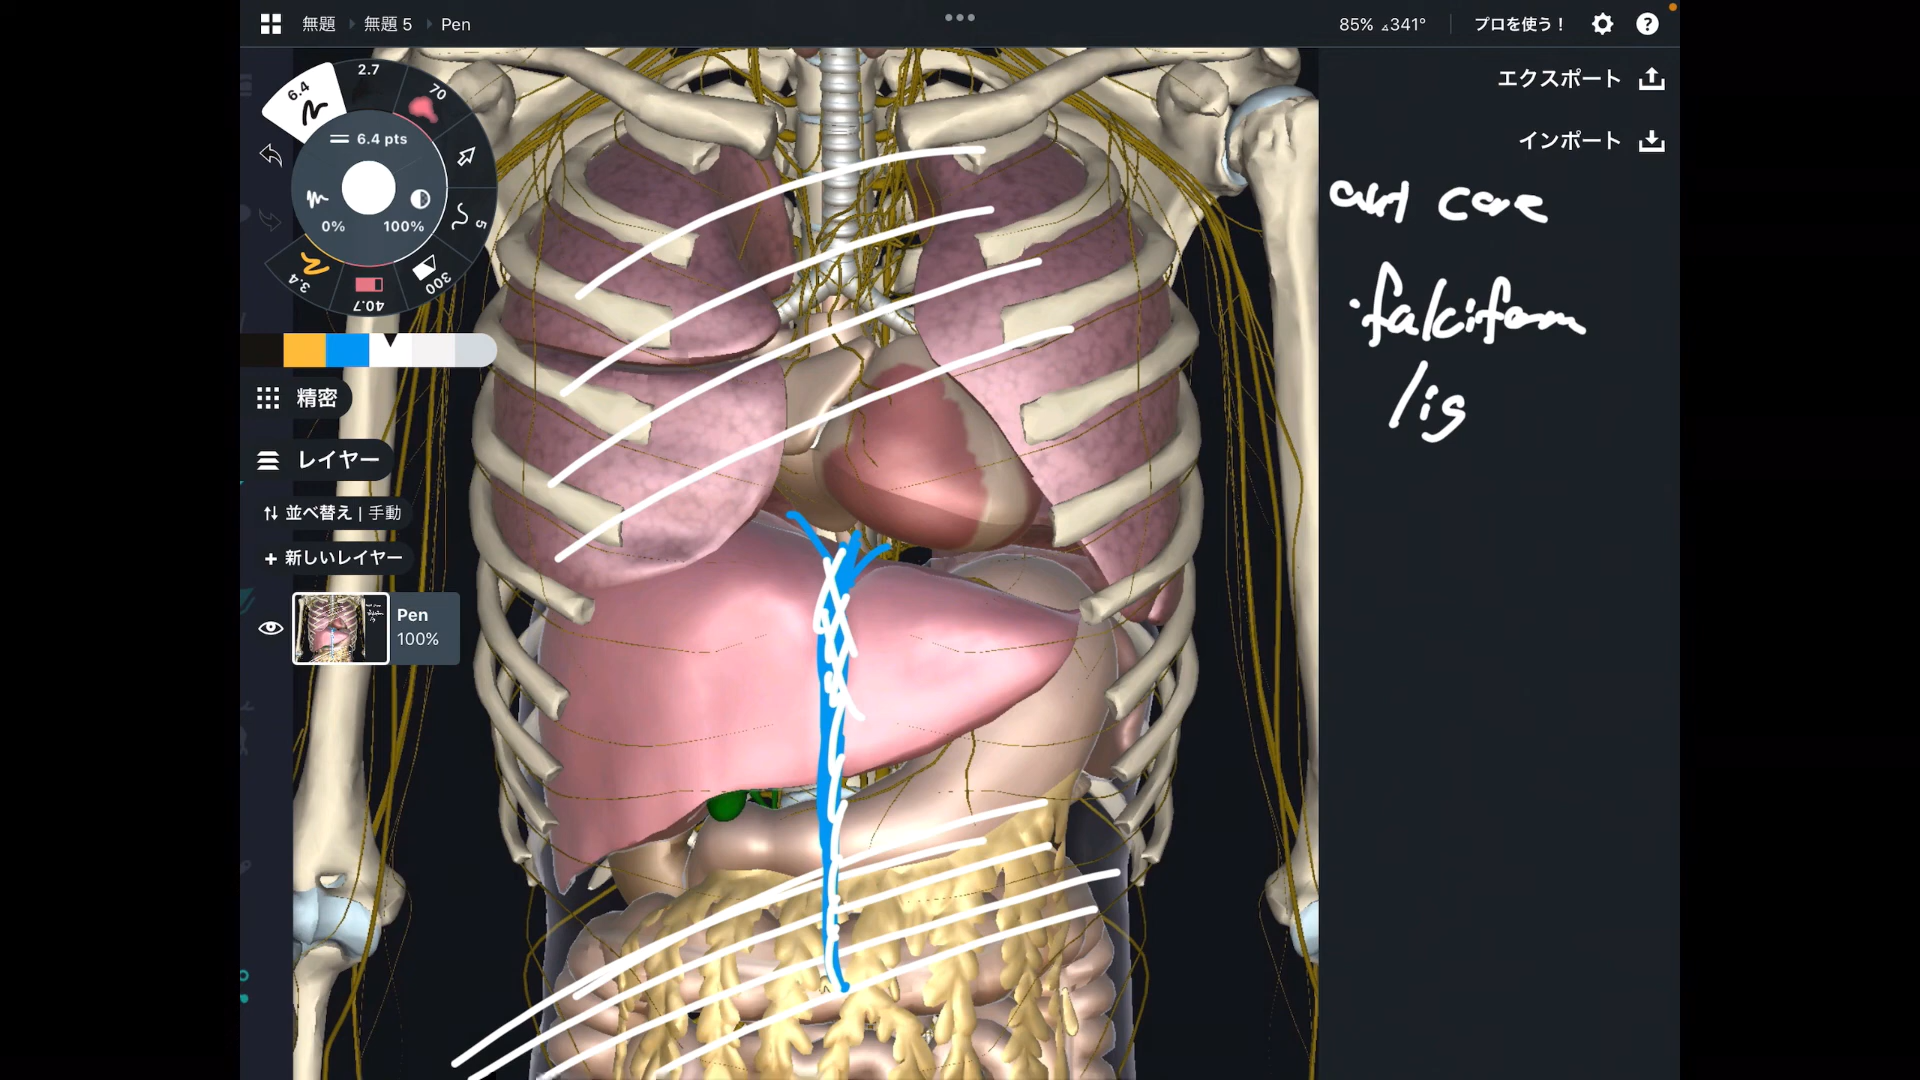 無題 無題 5 Pen
85% ⊿341° プロを使う！ ?
エクスポート
インポート
2.7
6.4
70
6.4 pts
5
0% 100%
3.4
300
40.7
精密
レイヤー
並べ替え | 手動
+ 新しいレイヤー
Pen
100%
core
・falciform
lig